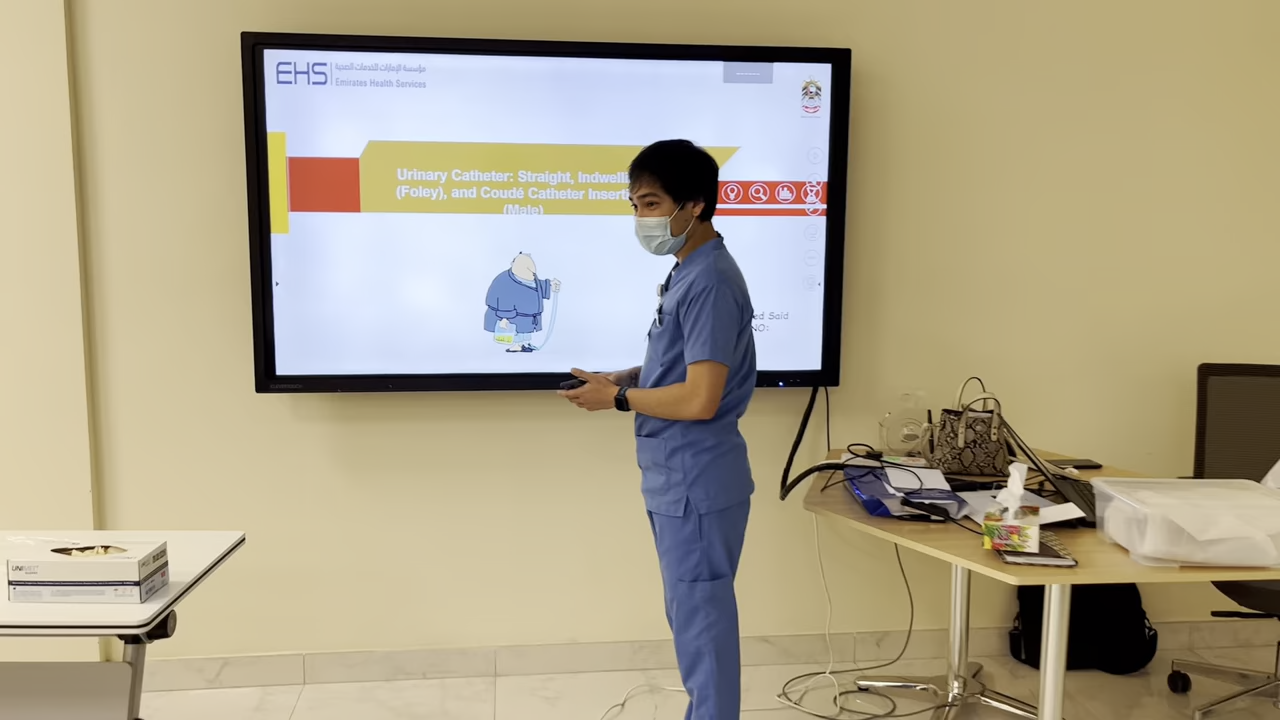 EHS
مؤسسة الإمارات للخدمات الصحية
Emirates Health Services
Urinary Catheter: Straight, Indwelli
(Foley), and Coudé Catheter Inserti
(Male)
ed Said
NO: